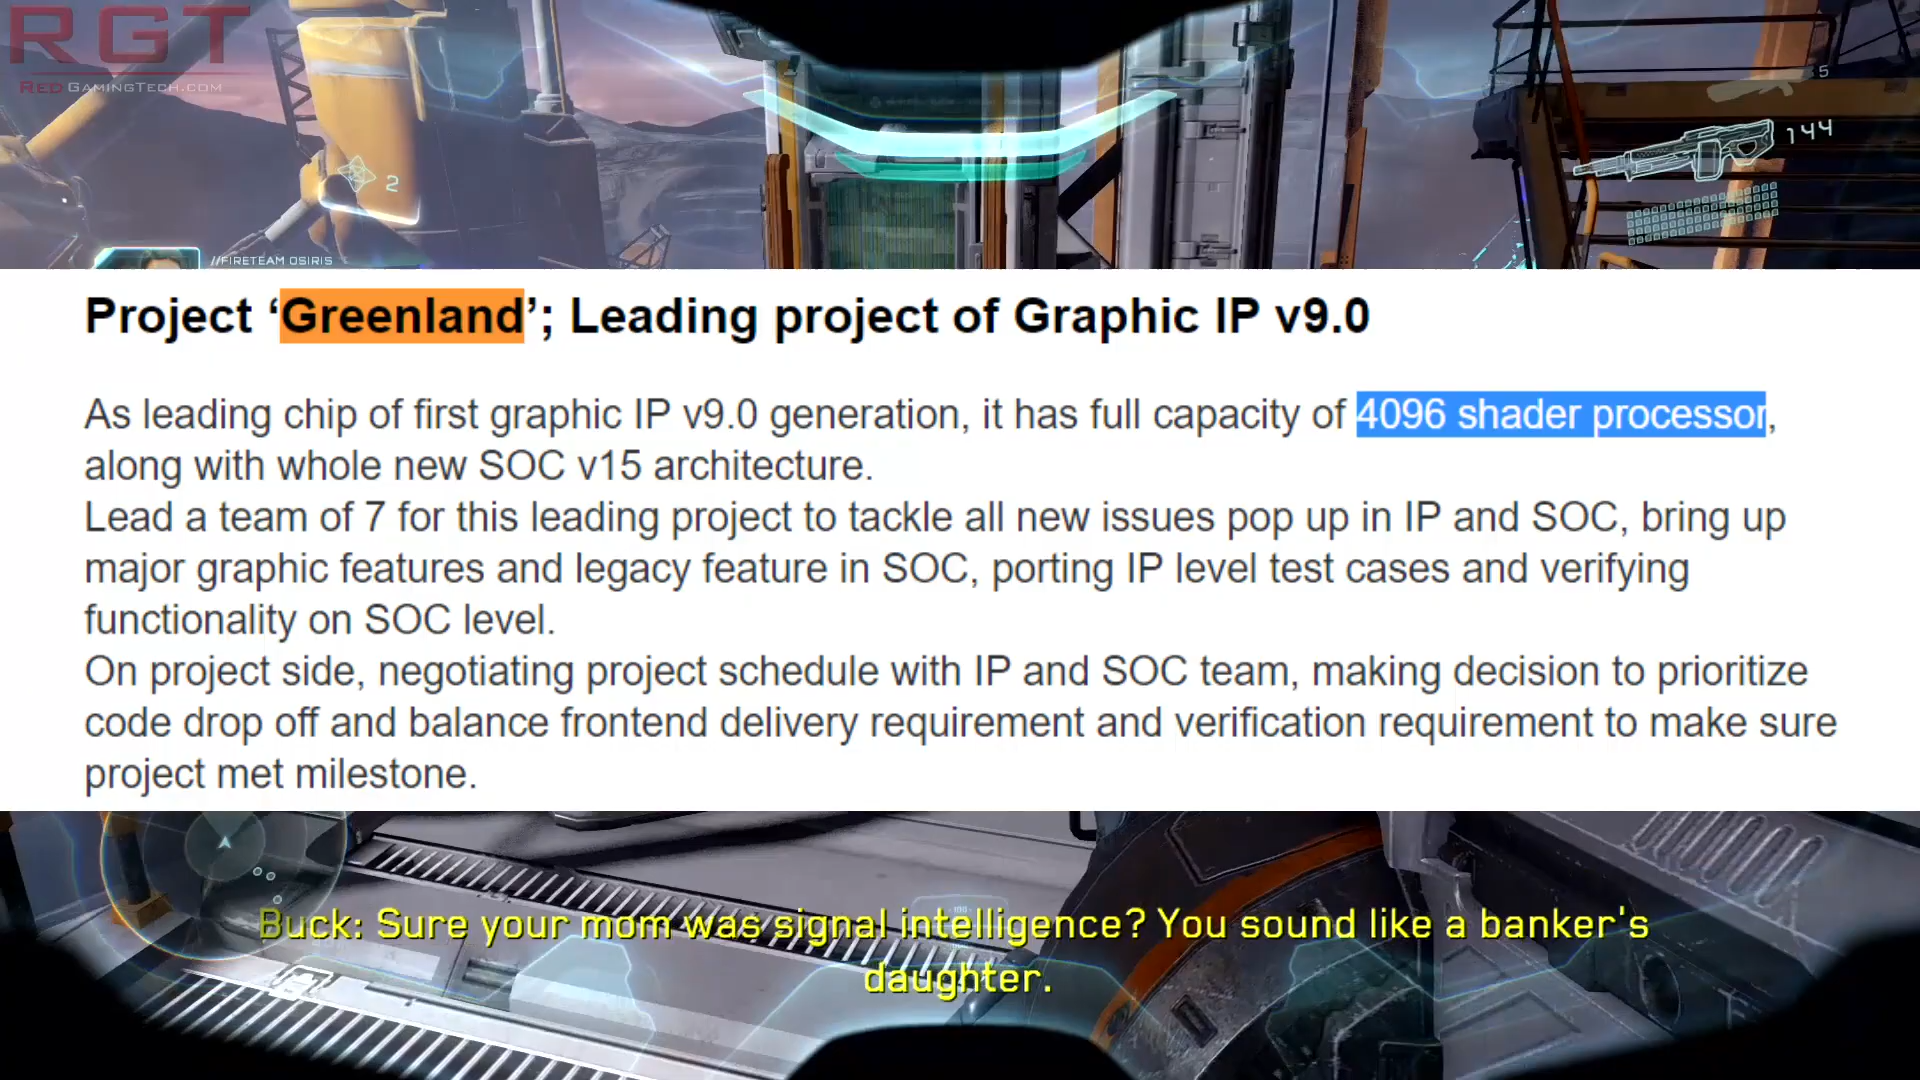 RGT
REDGAMINGTECH.COM
5
144
2
//FIRETEAM OSIRIS
Project ‘Greenland’; Leading project of Graphic IP v9.0
As leading chip of first graphic IP v9.0 generation, it has full capacity of 4096 shader processor,
along with whole new SOC v15 architecture.
Lead a team of 7 for this leading project to tackle all new issues pop up in IP and SOC, bring up
major graphic features and legacy feature in SOC, porting IP level test cases and verifying
functionality on SOC level.
On project side, negotiating project schedule with IP and SOC team, making decision to prioritize
code drop off and balance frontend delivery requirement and verification requirement to make sure
project met milestone.
Buck: Sure your mom was signal intelligence? You sound like a banker's
daughter.